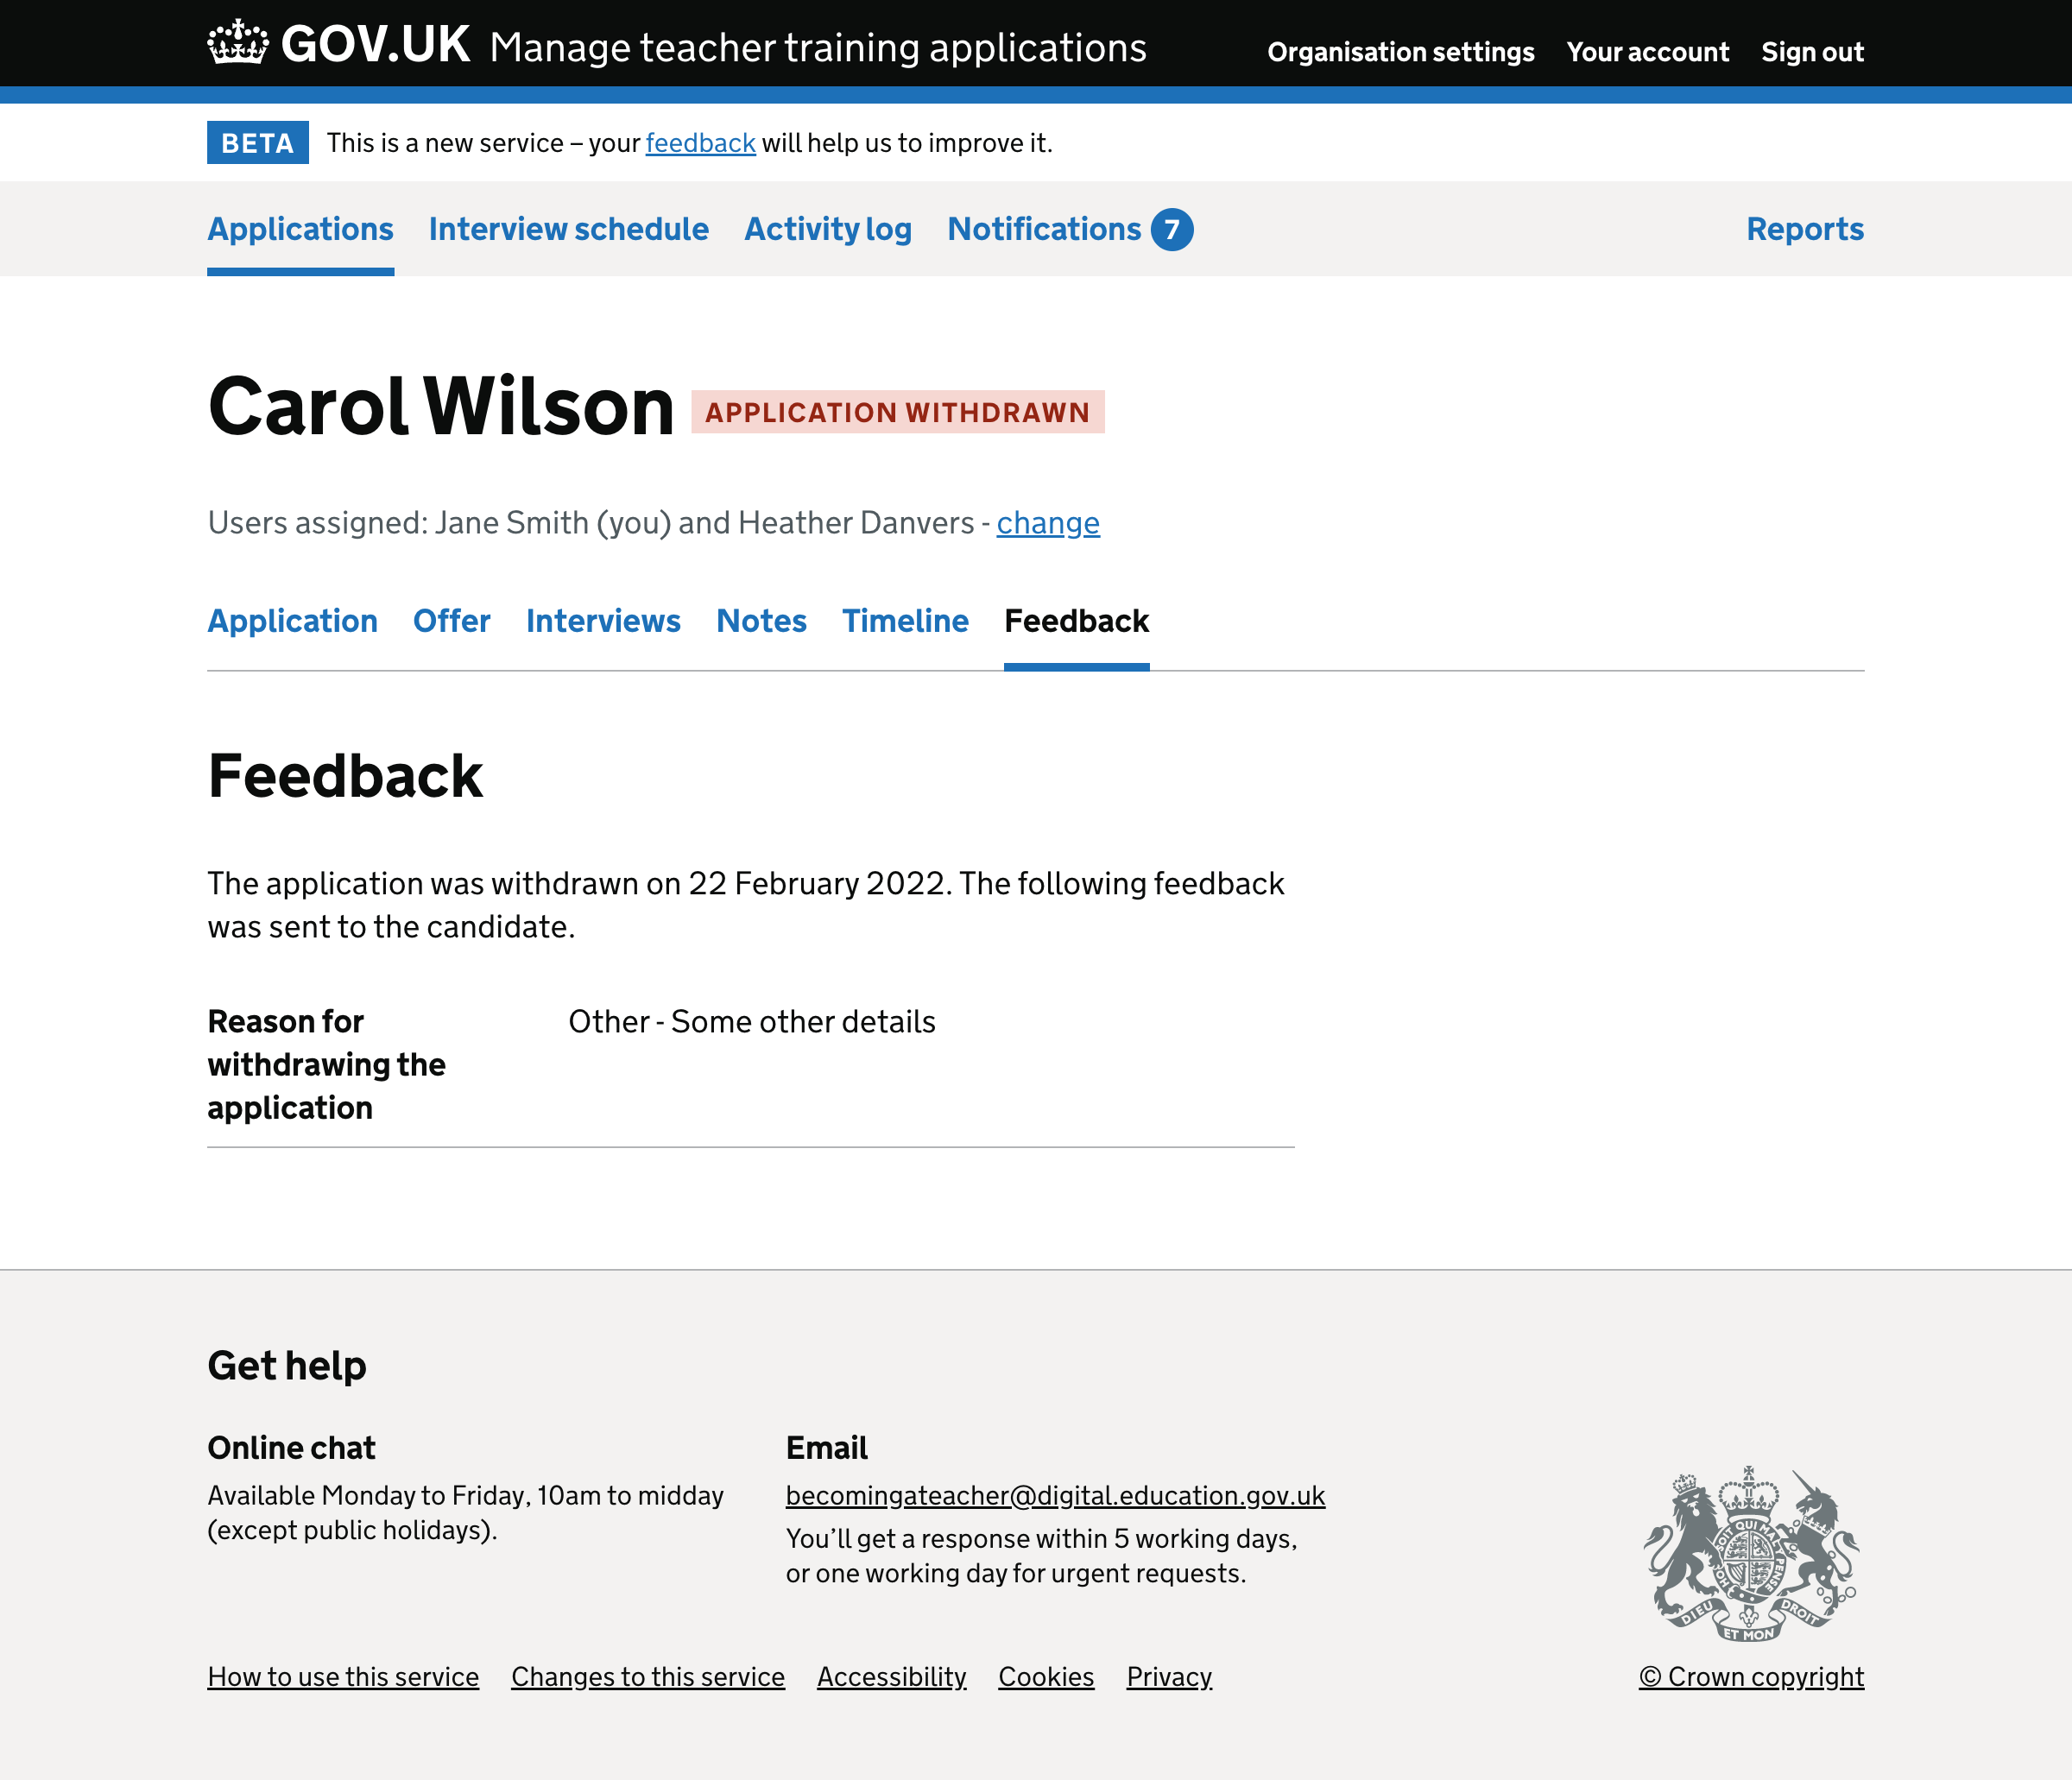 GOV.UK Manage teacher training applications Organisation settings Your account Sign out
BETA This is a new service – your feedback will help us to improve it.
Applications Interview schedule Activity log Notifications 7 Reports
Carol Wilson APPLICATION WITHDRAWN
Users assigned: Jane Smith (you) and Heather Danvers - change
Application Offer Interviews Notes Timeline Feedback
Feedback
The application was withdrawn on 22 February 2022. The following feedback
was sent to the candidate.
Reason for Other - Some other details
withdrawing the
application
Get help
Online chat
Available Monday to Friday, 10am to midday
(except public holidays).
Email
becomingateacher@digital.education.gov.uk
You’ll get a response within 5 working days,
or one working day for urgent requests.
DIEU ET MON DROIT
How to use this service Changes to this service Accessibility Cookies Privacy © Crown copyright